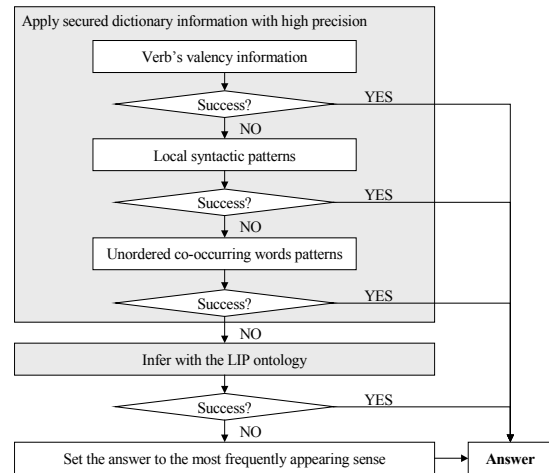 Apply secured dictionary information with high precision
Verb's valency information
Success?
YES
NO
Local syntactic patterns
Success?
YES
NO
Unordered co-occurring words patterns
Success?
YES
NO
Infer with the LIP ontology
Success?
YES
NO
Set the answer to the most frequently appearing sense
Answer